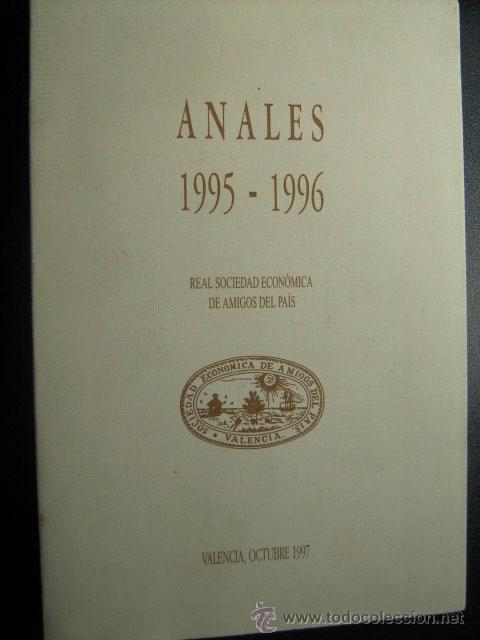 ANALES
1995 - 1996
REAL SOCIEDAD ECONÓMICA
DE AMIGOS DEL PAÍS
SOCIEDAD ECONOMICA DE AMIGOS DEL PAIS.
VALENCIA.
VALENCIA, OCTUBRE 1997
www.todocoleccion.net